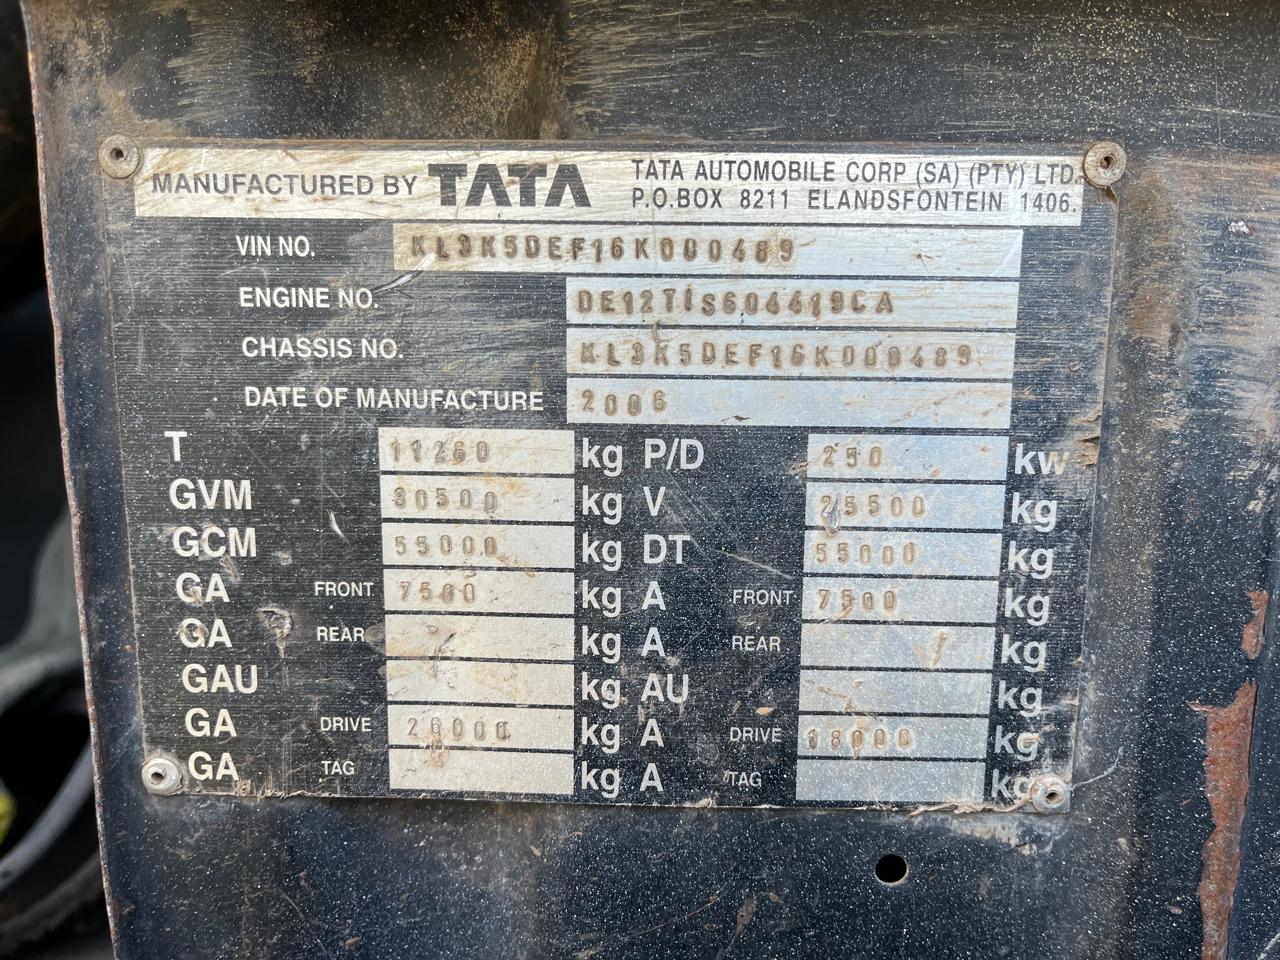 MANUFACTURED BY TATA TATA AUTOMOBILE CORP (SA) (PTY) LTD.
P.O.BOX 8211 ELANDSFONTEIN 1406.
VIN NO. KL3K5DEF16K000489
ENGINE NO. DE12TIS604419CA
CHASSIS NO. KL3K5DEF16K000489
DATE OF MANUFACTURE 2006
T 11260 kg P/D 250 kw
GVM 30500 kg V 25500 kg
GCM 55000 kg DT 55000 kg
GA FRONT 7500 kg A FRONT 7500 kg
GA REAR kg A REAR kg
GAU kg AU kg
GA DRIVE 26000 kg A DRIVE 18000 kg
GA TAG kg A TAG kg